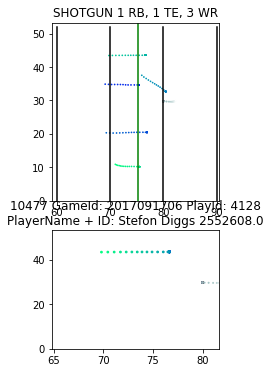 SHOTGUN 1 RB, 1 TE, 3 WR
50
40
30
20
10
0
60 70 80 90
10477 GameId: 2017091706 PlayId: 4128
PlayerName + ID: Stefon Diggs 2552608.0
40
20
0
65 70 75 80